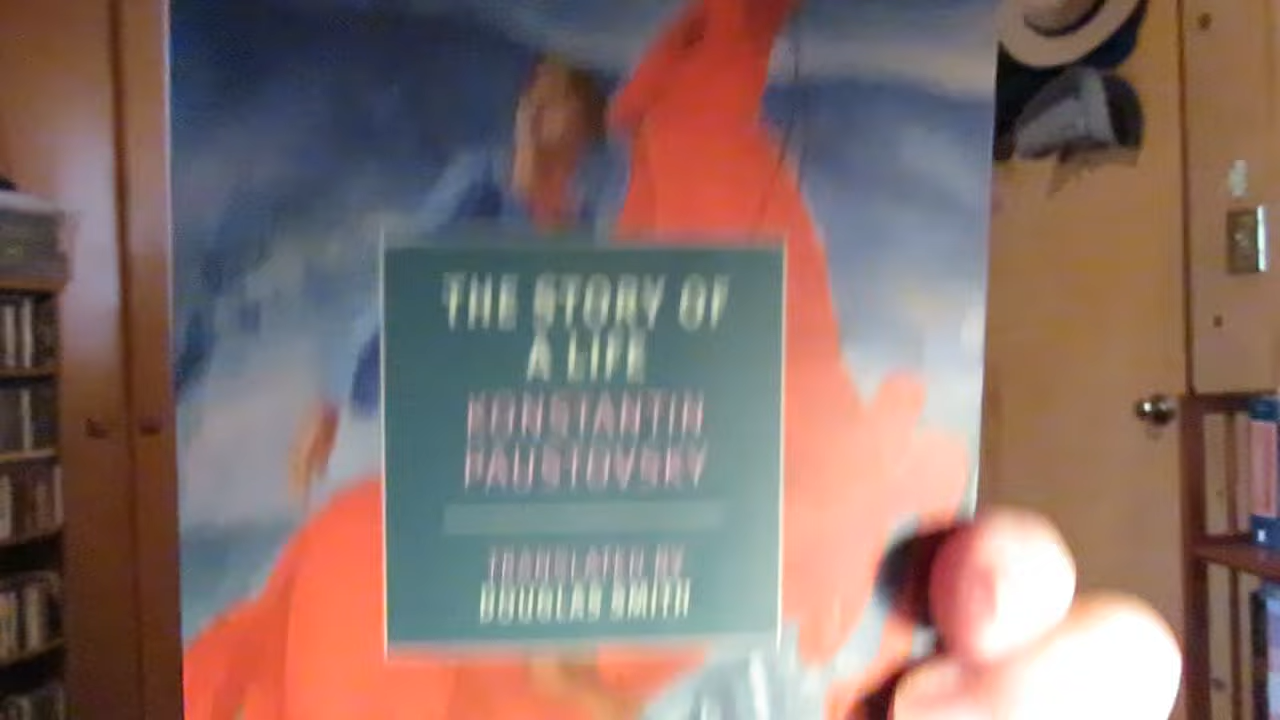 THE STORY OF
A LIFE
KONSTANTIN
PAUSTOVSKY
TRANSLATED BY
DOUGLAS SMITH